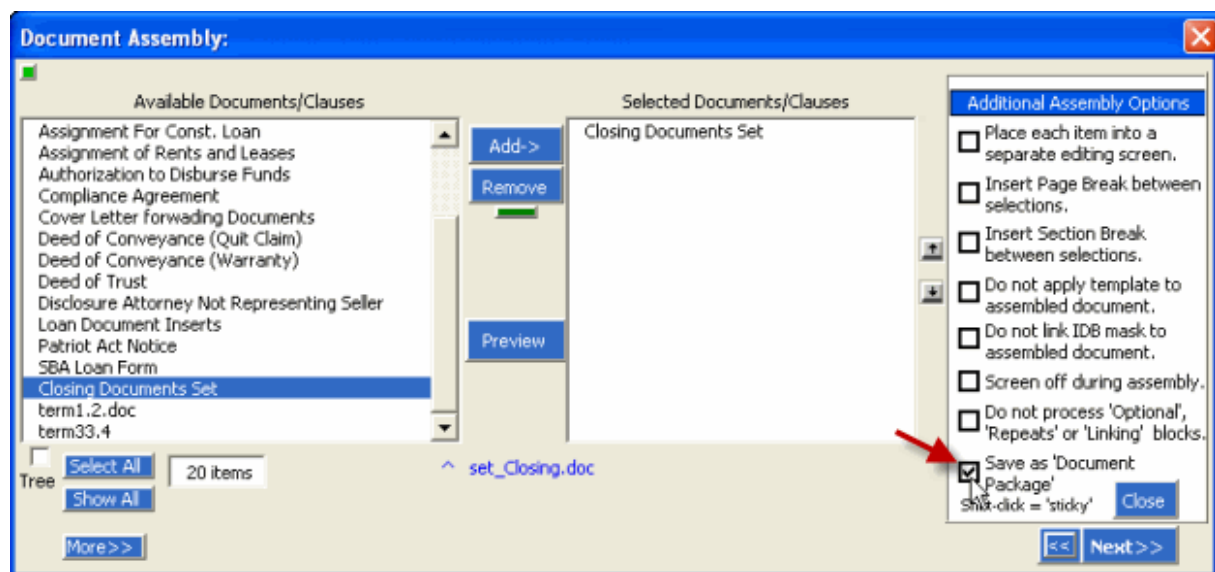 Document Assembly:
Available Documents/Clauses
Assignment For Const. Loan
Assignment of Rents and Leases
Authorization to Disburse Funds
Compliance Agreement
Cover Letter forwading Documents
Deed of Conveyance (Quit Claim)
Deed of Conveyance (Warranty)
Deed of Trust
Disclosure Attorney Not Representing Seller
Loan Document Inserts
Patriot Act Notice
SBA Loan Form
Closing Documents Set
term1.2.doc
term33.4
Tree
Select All
20 items
Show All
More>>
Add->
Remove
Preview
^ set_Closing.doc
Selected Documents/Clauses
Closing Documents Set
Additional Assembly Options
Place each item into a
separate editing screen.
Insert Page Break between
selections.
Insert Section Break
between selections.
Do not apply template to
assembled document.
Do not link IDB mask to
assembled document.
Screen off during assembly.
Do not process 'Optional',
'Repeats' or 'Linking' blocks.
Save as 'Document
Package'
Shift-click = 'sticky'
Close
<<
Next>>